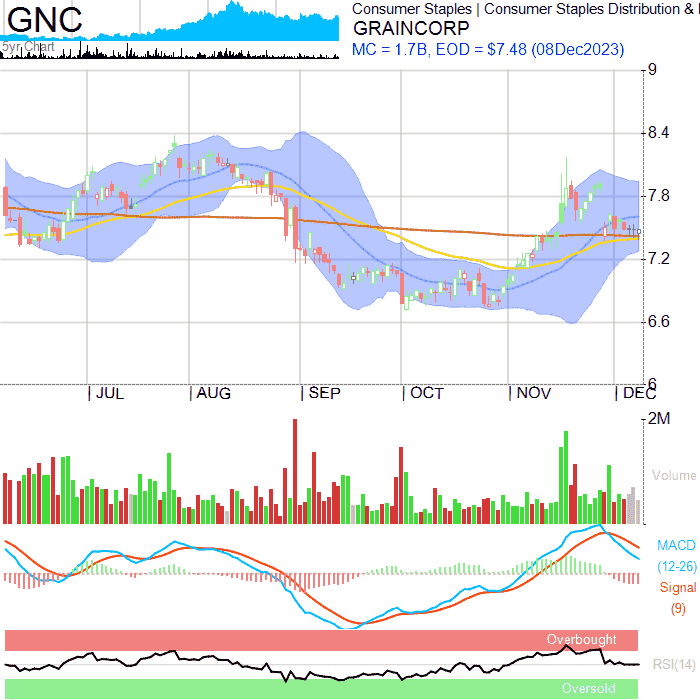 GNC
5yr Chart
Consumer Staples | Consumer Staples Distribution &
GRAINCORP
MC = 1.7B, EOD = $7.48 (08Dec2023)
9
8.4
7.8
7.2
6.6
6
JUL
AUG
SEP
OCT
NOV
DEC
2M
Volume
MACD
(12-26)
Signal
(9)
Overbought
RSI(14)
Oversold